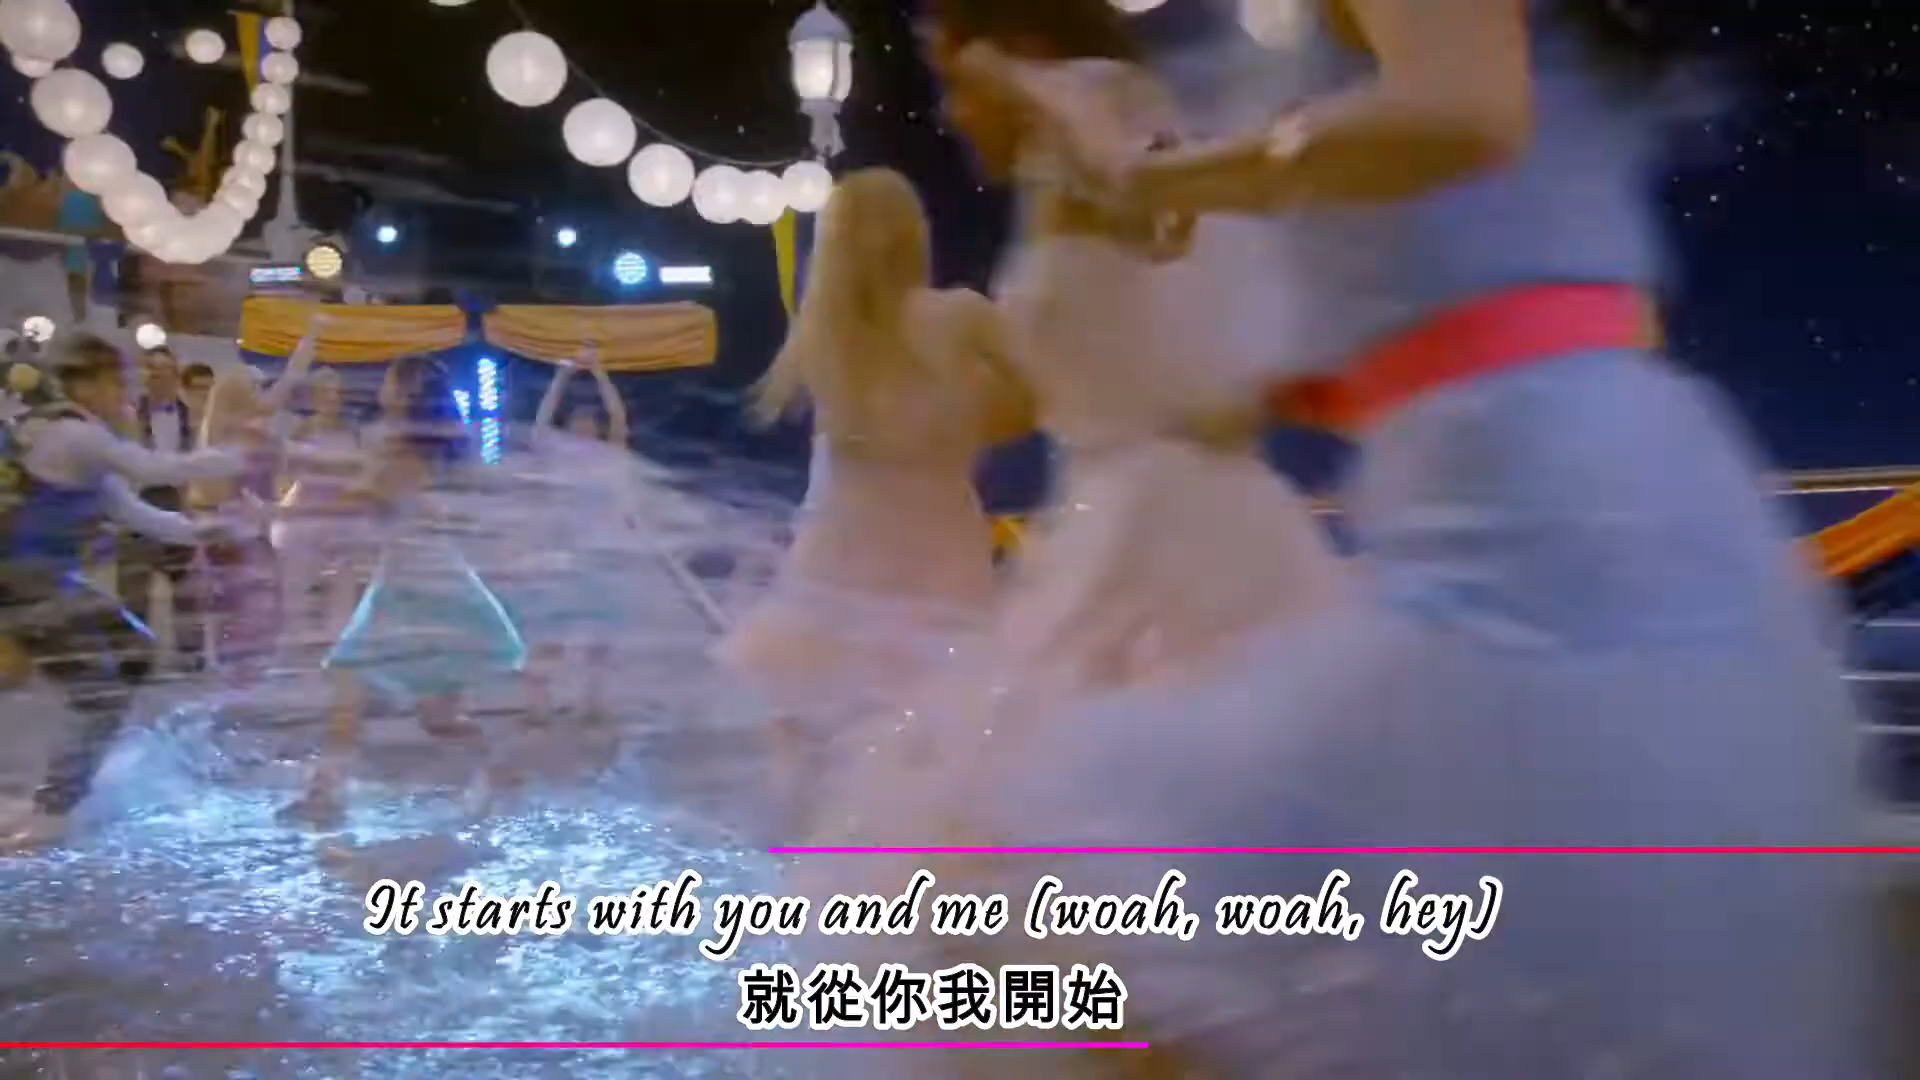 It starts with you and me (woah, woah, hey)
就從你我開始